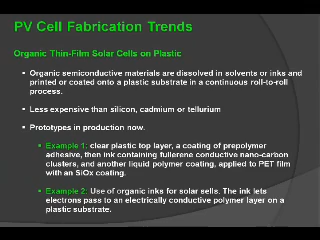 PV Cell Fabrication Trends
Organic Thin-Film Solar Cells on Plastic
Organic semiconductive materials are dissolved in solvents or inks and
printed or coated onto a plastic substrate in a continuous roll-to-roll
process.
Less expensive than silicon, cadmium or tellurium
Prototypes in production now.
Example 1: clear plastic top layer, a coating of prepolymer
adhesive, then ink containing fullerene conductive nano-carbon
clusters, and another liquid polymer coating, applied to PET film
with an SiOx coating.
Example 2: Use of organic inks for solar sells. The ink lets
electrons pass to an electrically conductive polymer layer on a
plastic substrate.